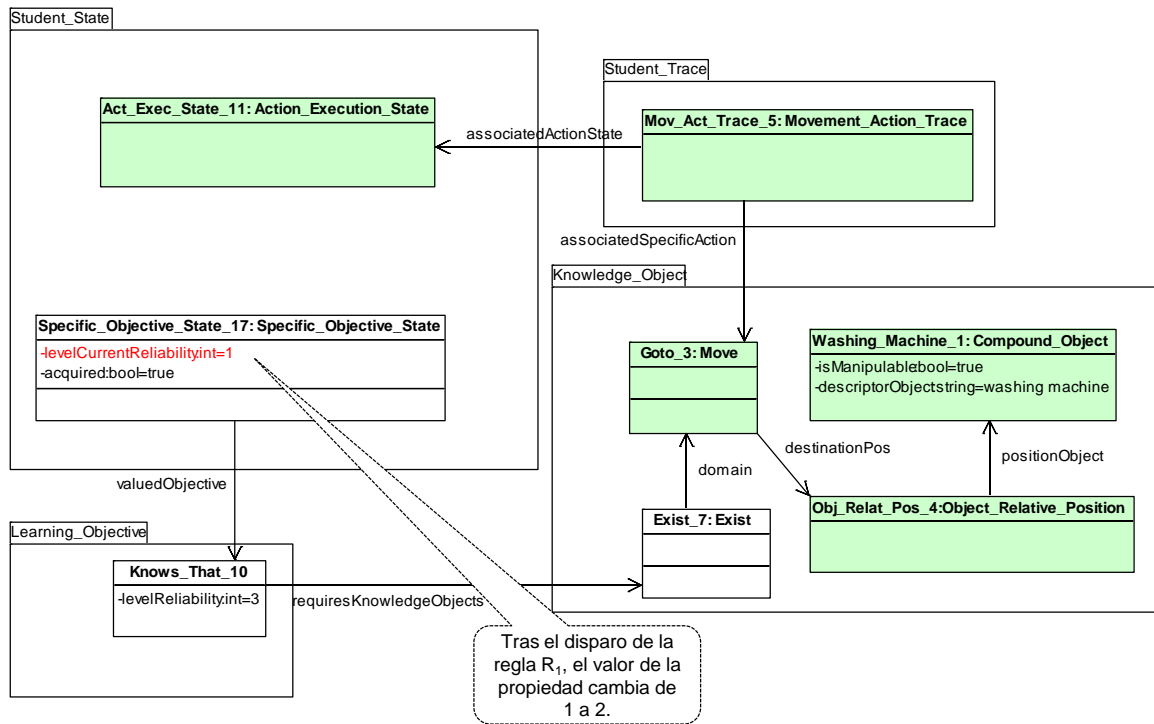 Student_State
Student_Trace
Act_Exec_State_11: Action_Execution_State
Mov_Act_Trace_5: Movement_Action_Trace
associatedActionState
associatedSpecificAction
Knowledge_Object
Specific_Objective_State_17: Specific_Objective_State
-levelCurrentReliability:int=1
-acquired:bool=true
Goto_3: Move
Washing_Machine_1: Compound_Object
-isManipulable:bool=true
-descriptorObject:string=washing machine
destinationPos
positionObject
domain
valuedObjective
Exist_7: Exist
Obj_Relat_Pos_4:Object_Relative_Position
Learning_Objective
Knows_That_10
-levelReliability:int=3
requiresKnowledgeObjects
Tras el disparo de la
regla R₁, el valor de la
propiedad cambia de
1 a 2.